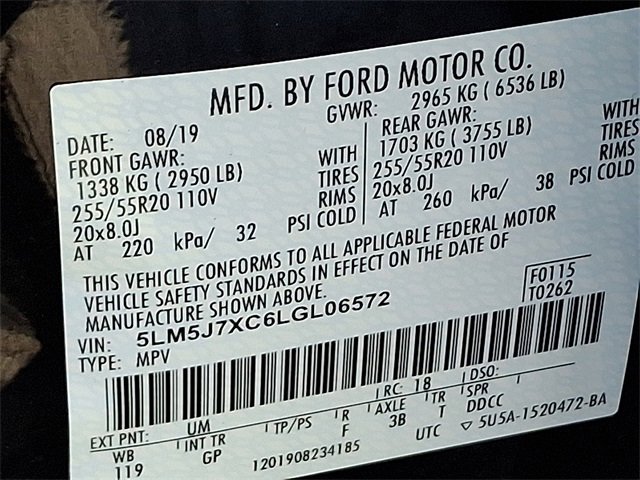 MFD. BY FORD MOTOR CO.
DATE: 08/19 GVWR: 2965 KG ( 6536 LB)
FRONT GAWR: REAR GAWR:
1338 KG ( 2950 LB) WITH 1703 KG ( 3755 LB) WITH
255/55R20 110V TIRES 255/55R20 110V TIRES
20x8.0J RIMS 20x8.0J RIMS
AT 220 kPa/ 32 PSI COLD AT 260 kPa/ 38 PSI COLD
THIS VEHICLE CONFORMS TO ALL APPLICABLE FEDERAL MOTOR
VEHICLE SAFETY STANDARDS IN EFFECT ON THE DATE OF
MANUFACTURE SHOWN ABOVE.
VIN: 5LM5J7XC6LGL06572 F0115
TYPE: MPV T0262
EXT PNT: UM RC: 18 DSO:
WB INT TR TP/PS R AXLE TR SPR
119 GP F 3B T DDCC
1201908234185 UTC ▽ 5U5A-1520472-BA